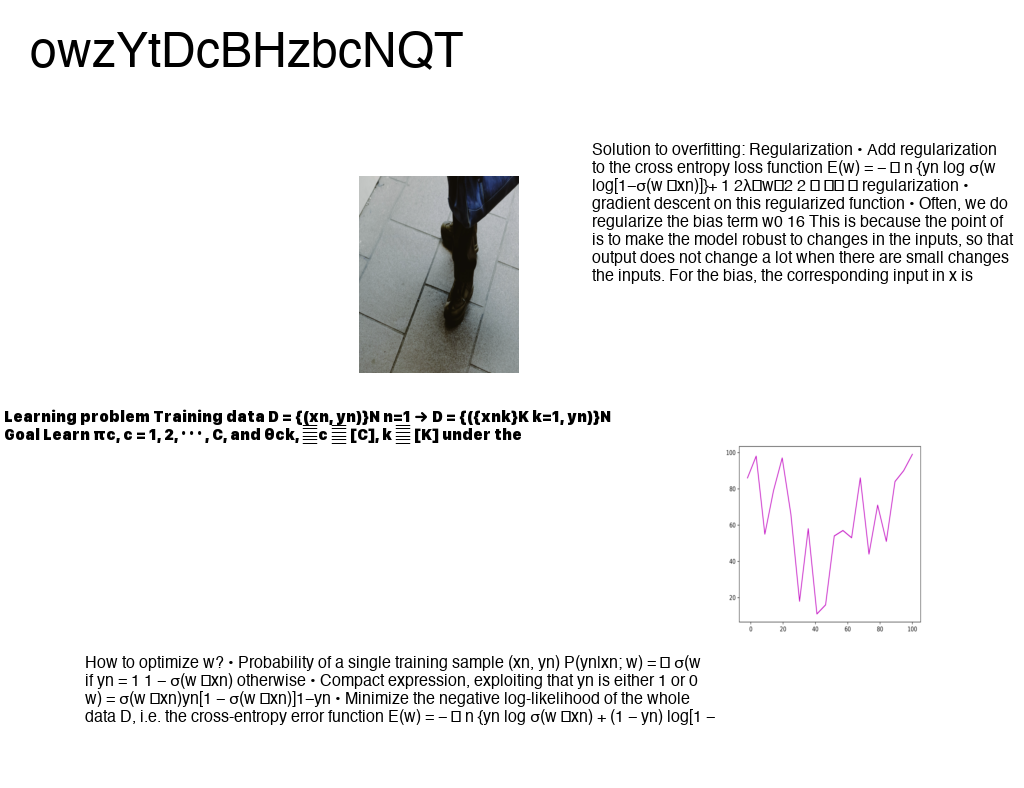 owzYtDcBHzbcNQT
Solution to overfitting: Regularization • Add regularization
to the cross entropy loss function E(w) = – □ n {yn log σ(w
log[1–σ(w □xn)]}+ 1 2λ□w□2 2 □ □□ □ regularization •
gradient descent on this regularized function • Often, we do
regularize the bias term w0 16 This is because the point of
is to make the model robust to changes in the inputs, so that
output does not change a lot when there are small changes
the inputs. For the bias, the corresponding input in x is
Learning problem Training data D = {(xn, yn)}N n=1 → D = {({xnk}K k=1, yn)}N
Goal Learn πc, c = 1, 2, · · · , C, and θck, □c □ [C], k □ [K] under the
100
80
60
40
20
0 20 40 60 80 100
How to optimize w? • Probability of a single training sample (xn, yn) P(yn|xn; w) = □ σ(w
if yn = 1 1 – σ(w □xn) otherwise • Compact expression, exploiting that yn is either 1 or 0
w) = σ(w □xn)yn[1 – σ(w □xn)]1–yn • Minimize the negative log-likelihood of the whole
data D, i.e. the cross-entropy error function E(w) = – □ n {yn log σ(w □xn) + (1 – yn) log[1 –